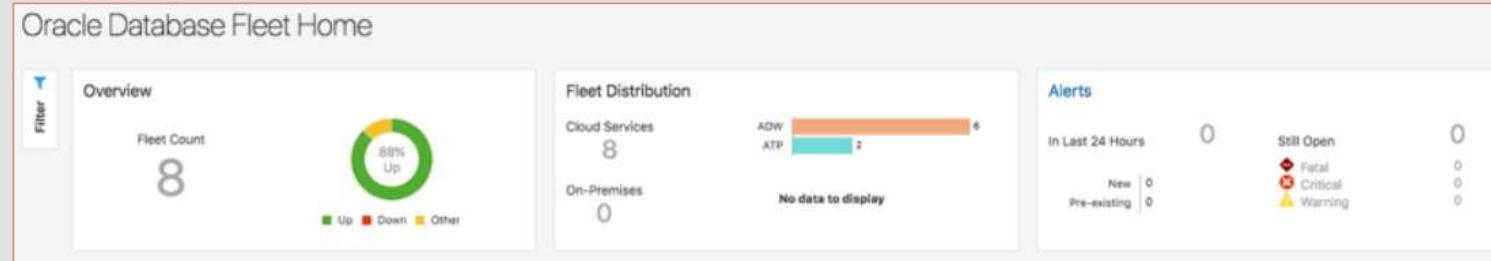 Oracle Database Fleet Home
Filter
Overview
Fleet Count
8
88%
Up
Up Down Other
Fleet Distribution
Cloud Services
8
ADW 6
ATP 2
On-Premises
0
No data to display
Alerts
In Last 24 Hours 0
New 0
Pre-existing 0
Still Open 0
Fatal 0
Critical 0
Warning 0